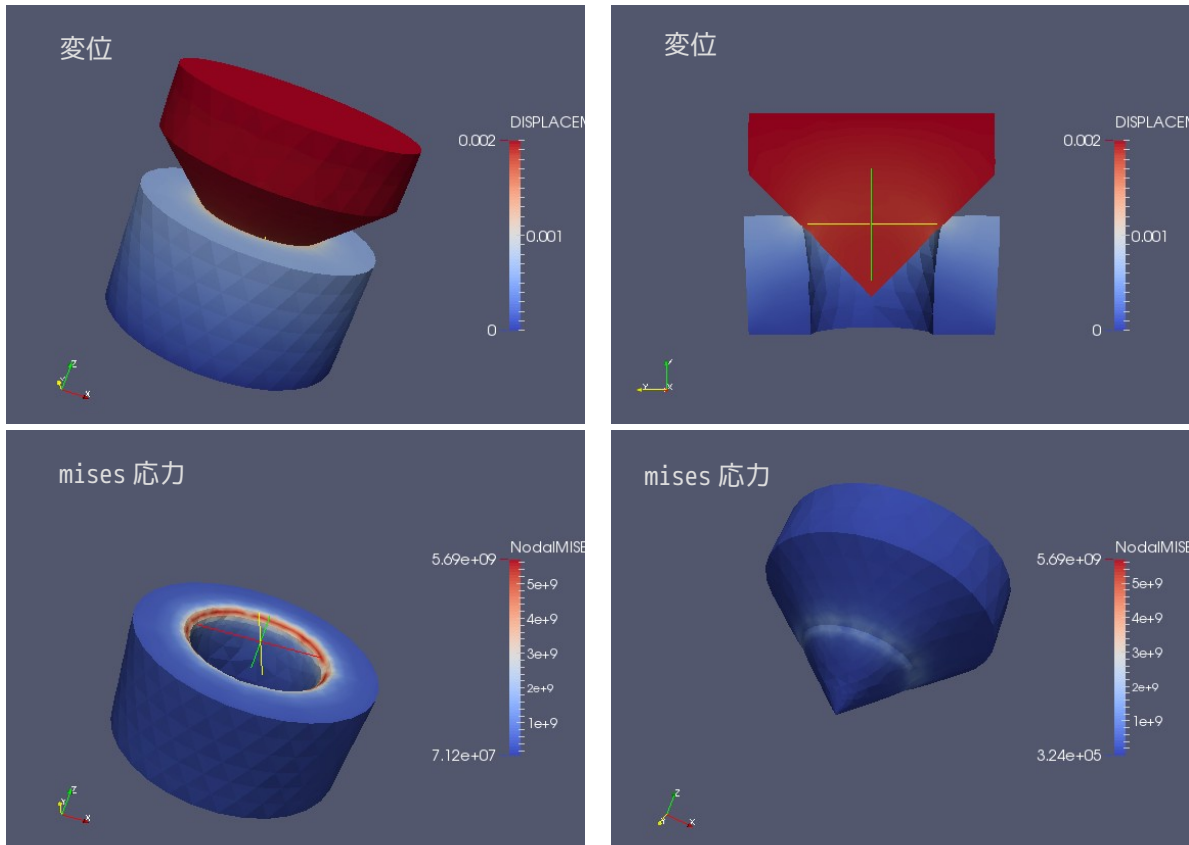 変位
DISPLACEM
0.002
0.001
0
Z
Y
X
変位
DISPLACEM
0.002
0.001
0
Y
X
mises 応力
NodalMISE
5.69e+09
5e+9
4e+9
3e+9
2e+9
1e+9
7.12e+07
Z
Y
X
mises 応力
NodalMISE
5.69e+09
5e+9
4e+9
3e+9
2e+9
1e+9
3.24e+05
Z
Y
X